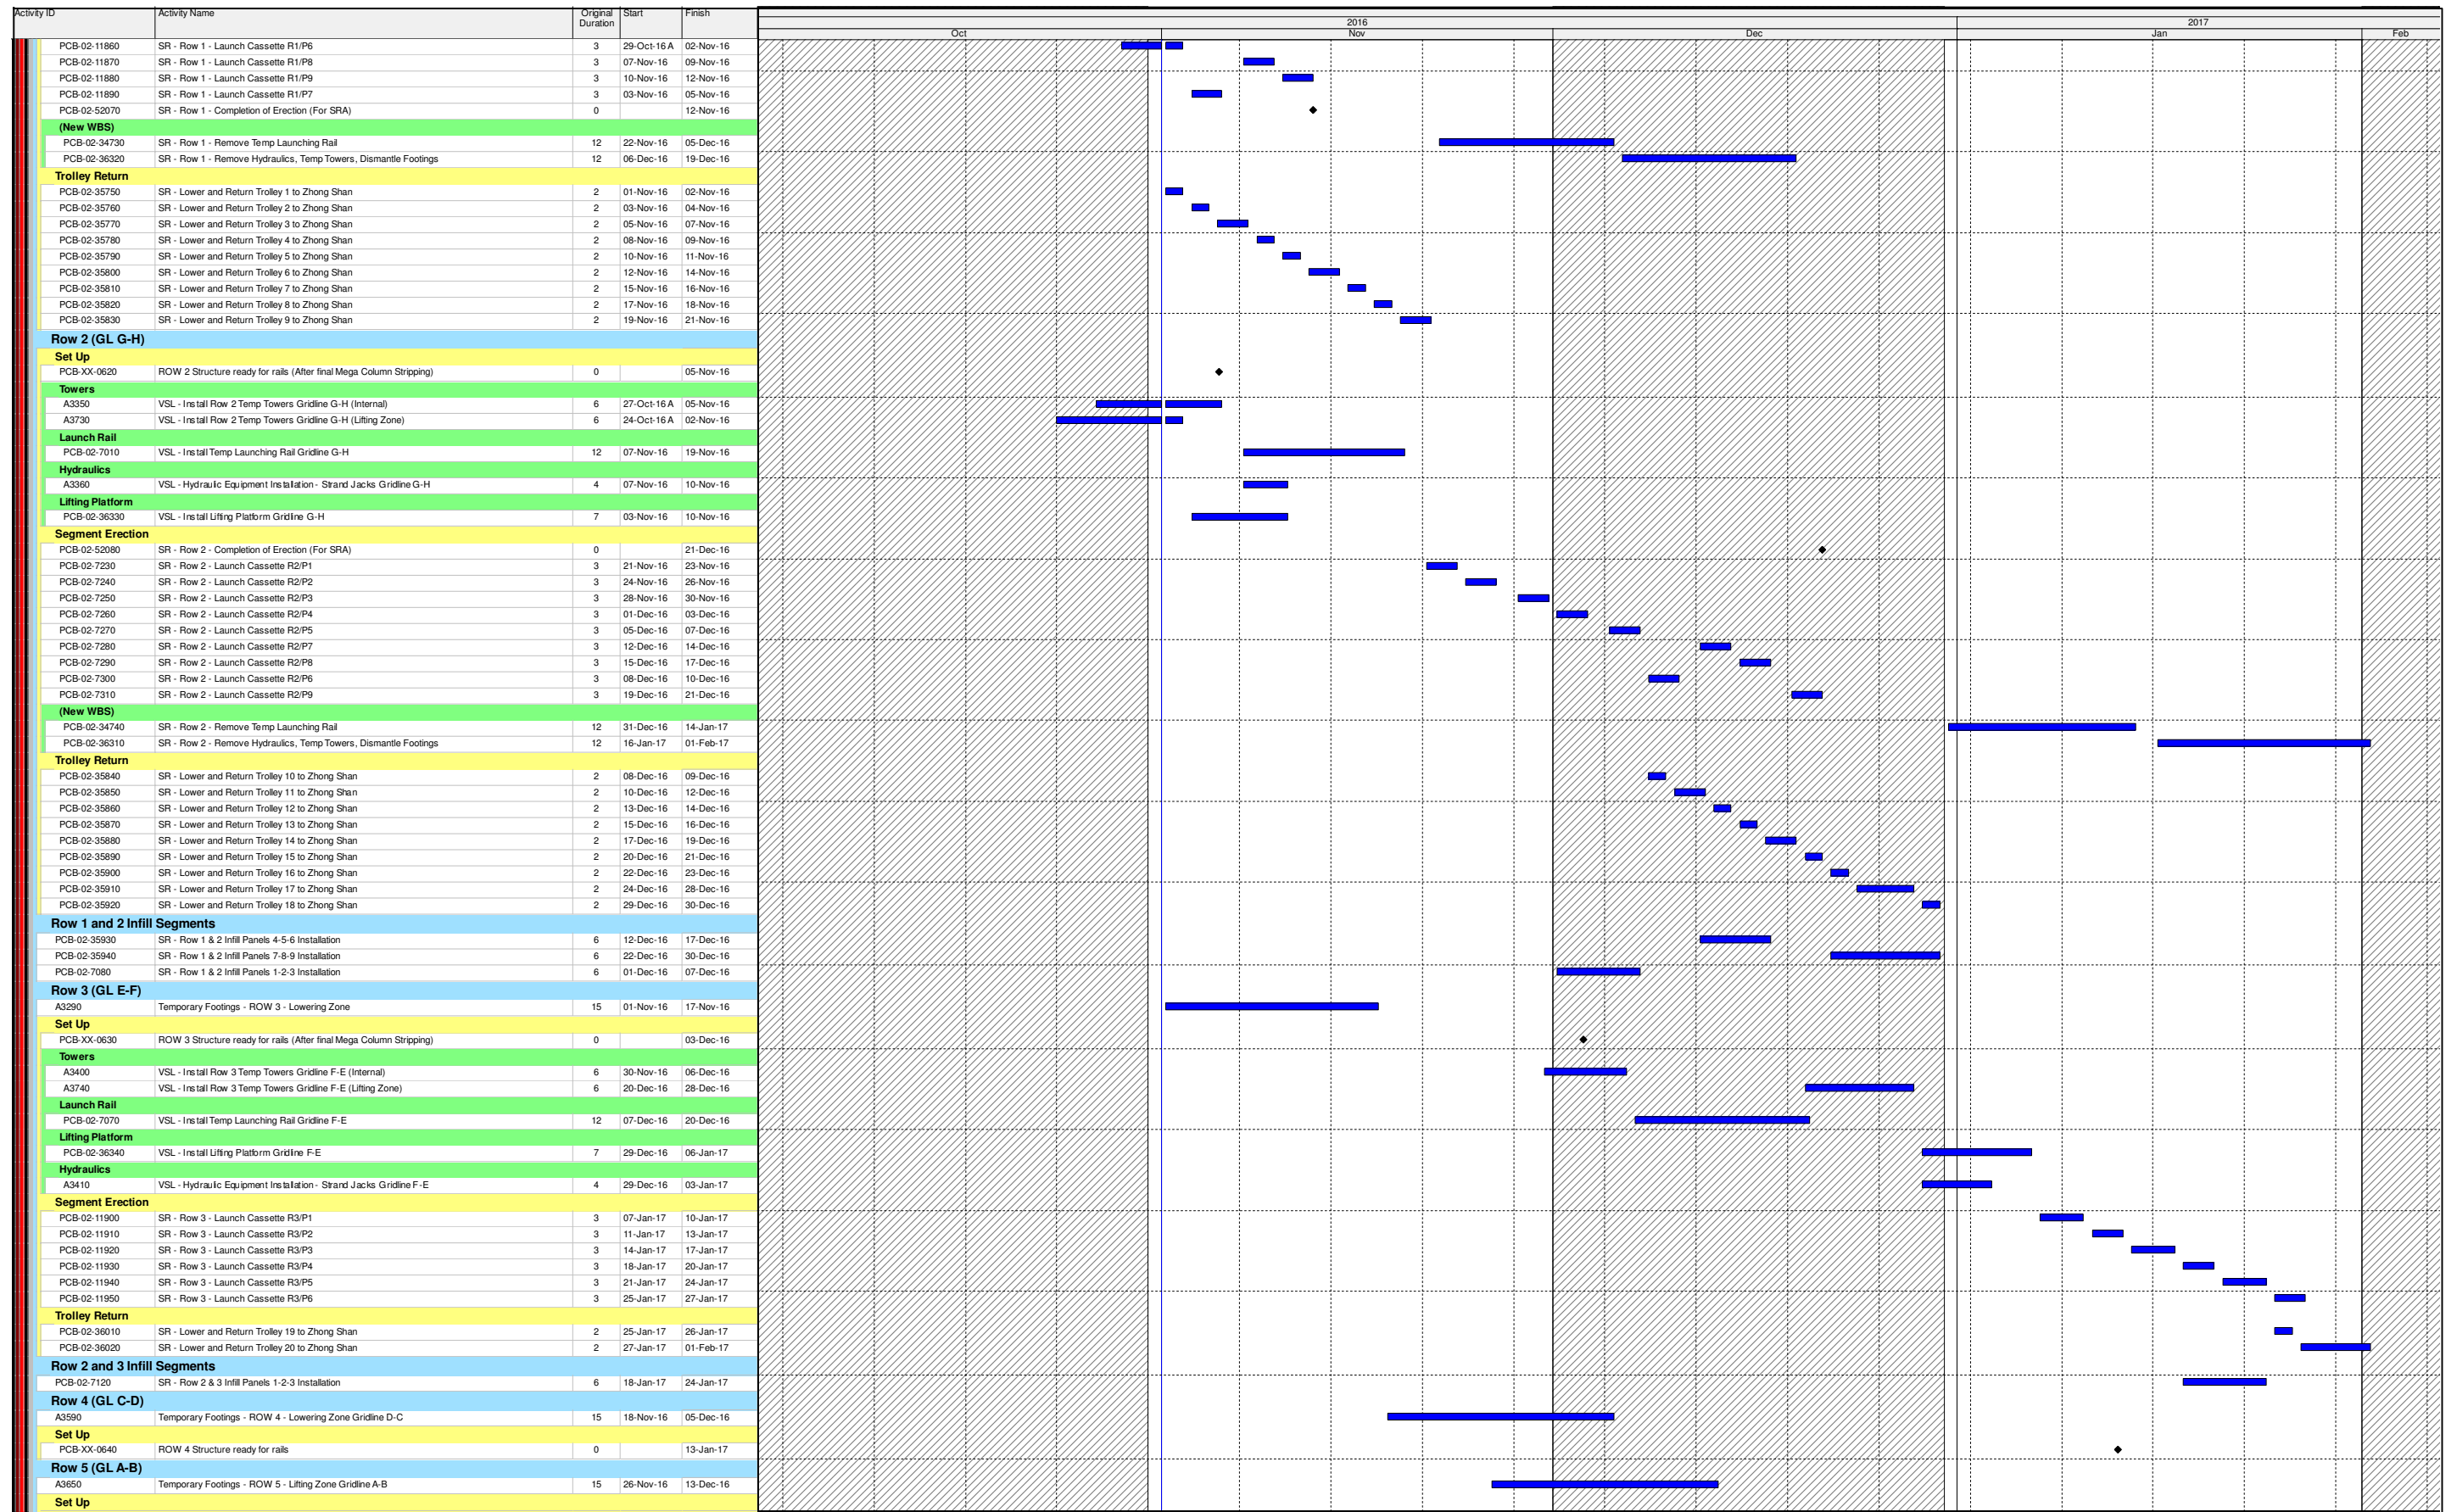 Activity ID Activity Name Original Duration Start Finish
2016 2017
Oct Nov Dec Jan Feb
PCB-02-11860 SR - Row 1 - Launch Cassette R1/P6 3 29-Oct-16 A 02-Nov-16
PCB-02-11870 SR - Row 1 - Launch Cassette R1/P8 3 07-Nov-16 09-Nov-16
PCB-02-11880 SR - Row 1 - Launch Cassette R1/P9 3 10-Nov-16 12-Nov-16
PCB-02-11890 SR - Row 1 - Launch Cassette R1/P7 3 03-Nov-16 05-Nov-16
PCB-02-52070 SR - Row 1 - Completion of Erection (For SRA) 0 12-Nov-16
(New WBS)
PCB-02-34730 SR - Row 1 - Remove Temp Launching Rail 12 22-Nov-16 05-Dec-16
PCB-02-36320 SR - Row 1 - Remove Hydraulics, Temp Towers, Dismantle Footings 12 06-Dec-16 19-Dec-16
Trolley Return
PCB-02-35750 SR - Lower and Return Trolley 1 to Zhong Shan 2 01-Nov-16 02-Nov-16
PCB-02-35760 SR - Lower and Return Trolley 2 to Zhong Shan 2 03-Nov-16 04-Nov-16
PCB-02-35770 SR - Lower and Return Trolley 3 to Zhong Shan 2 05-Nov-16 07-Nov-16
PCB-02-35780 SR - Lower and Return Trolley 4 to Zhong Shan 2 08-Nov-16 09-Nov-16
PCB-02-35790 SR - Lower and Return Trolley 5 to Zhong Shan 2 10-Nov-16 11-Nov-16
PCB-02-35800 SR - Lower and Return Trolley 6 to Zhong Shan 2 12-Nov-16 14-Nov-16
PCB-02-35810 SR - Lower and Return Trolley 7 to Zhong Shan 2 15-Nov-16 16-Nov-16
PCB-02-35820 SR - Lower and Return Trolley 8 to Zhong Shan 2 17-Nov-16 18-Nov-16
PCB-02-35830 SR - Lower and Return Trolley 9 to Zhong Shan 2 19-Nov-16 21-Nov-16
Row 2 (GL G-H)
Set Up
PCB-XX-0620 ROW 2 Structure ready for rails (After final Mega Column Stripping) 0 05-Nov-16
Towers
A3350 VSL - Install Row 2 Temp Towers Gridline G-H (Internal) 6 27-Oct-16 A 05-Nov-16
A3730 VSL - Install Row 2 Temp Towers Gridline G-H (Lifting Zone) 6 24-Oct-16 A 02-Nov-16
Launch Rail
PCB-02-7010 VSL - Install Temp Launching Rail Gridline G-H 12 07-Nov-16 19-Nov-16
Hydraulics
A3360 VSL - Hydraulic Equipment Installation - Strand Jacks Gridline G-H 4 07-Nov-16 10-Nov-16
Lifting Platform
PCB-02-36330 VSL - Install Lifting Platform Gridline G-H 7 03-Nov-16 10-Nov-16
Segment Erection
PCB-02-52080 SR - Row 2 - Completion of Erection (For SRA) 0 21-Dec-16
PCB-02-7230 SR - Row 2 - Launch Cassette R2/P1 3 21-Nov-16 23-Nov-16
PCB-02-7240 SR - Row 2 - Launch Cassette R2/P2 3 24-Nov-16 26-Nov-16
PCB-02-7250 SR - Row 2 - Launch Cassette R2/P3 3 28-Nov-16 30-Nov-16
PCB-02-7260 SR - Row 2 - Launch Cassette R2/P4 3 01-Dec-16 03-Dec-16
PCB-02-7270 SR - Row 2 - Launch Cassette R2/P5 3 05-Dec-16 07-Dec-16
PCB-02-7280 SR - Row 2 - Launch Cassette R2/P7 3 12-Dec-16 14-Dec-16
PCB-02-7290 SR - Row 2 - Launch Cassette R2/P8 3 15-Dec-16 17-Dec-16
PCB-02-7300 SR - Row 2 - Launch Cassette R2/P6 3 08-Dec-16 10-Dec-16
PCB-02-7310 SR - Row 2 - Launch Cassette R2/P9 3 19-Dec-16 21-Dec-16
(New WBS)
PCB-02-34740 SR - Row 2 - Remove Temp Launching Rail 12 31-Dec-16 14-Jan-17
PCB-02-36310 SR - Row 2 - Remove Hydraulics, Temp Towers, Dismantle Footings 12 16-Jan-17 01-Feb-17
Trolley Return
PCB-02-35840 SR - Lower and Return Trolley 10 to Zhong Shan 2 08-Dec-16 09-Dec-16
PCB-02-35850 SR - Lower and Return Trolley 11 to Zhong Shan 2 10-Dec-16 12-Dec-16
PCB-02-35860 SR - Lower and Return Trolley 12 to Zhong Shan 2 13-Dec-16 14-Dec-16
PCB-02-35870 SR - Lower and Return Trolley 13 to Zhong Shan 2 15-Dec-16 16-Dec-16
PCB-02-35880 SR - Lower and Return Trolley 14 to Zhong Shan 2 17-Dec-16 19-Dec-16
PCB-02-35890 SR - Lower and Return Trolley 15 to Zhong Shan 2 20-Dec-16 21-Dec-16
PCB-02-35900 SR - Lower and Return Trolley 16 to Zhong Shan 2 22-Dec-16 23-Dec-16
PCB-02-35910 SR - Lower and Return Trolley 17 to Zhong Shan 2 24-Dec-16 28-Dec-16
PCB-02-35920 SR - Lower and Return Trolley 18 to Zhong Shan 2 29-Dec-16 30-Dec-16
Row 1 and 2 Infill Segments
PCB-02-35930 SR - Row 1 & 2 Infill Panels 4-5-6 Installation 6 12-Dec-16 17-Dec-16
PCB-02-35940 SR - Row 1 & 2 Infill Panels 7-8-9 Installation 6 22-Dec-16 30-Dec-16
PCB-02-7080 SR - Row 1 & 2 Infill Panels 1-2-3 Installation 6 01-Dec-16 07-Dec-16
Row 3 (GL E-F)
A3290 Temporary Footings - ROW 3 - Lowering Zone 15 01-Nov-16 17-Nov-16
Set Up
PCB-XX-0630 ROW 3 Structure ready for rails (After final Mega Column Stripping) 0 03-Dec-16
Towers
A3400 VSL - Install Row 3 Temp Towers Gridline F-E (Internal) 6 30-Nov-16 06-Dec-16
A3740 VSL - Install Row 3 Temp Towers Gridline F-E (Lifting Zone) 6 20-Dec-16 28-Dec-16
Launch Rail
PCB-02-7070 VSL - Install Temp Launching Rail Gridline F-E 12 07-Dec-16 20-Dec-16
Lifting Platform
PCB-02-36340 VSL - Install Lifting Platform Gridline F-E 7 29-Dec-16 06-Jan-17
Hydraulics
A3410 VSL - Hydraulic Equipment Installation - Strand Jacks Gridline F-E 4 29-Dec-16 03-Jan-17
Segment Erection
PCB-02-11900 SR - Row 3 - Launch Cassette R3/P1 3 07-Jan-17 10-Jan-17
PCB-02-11910 SR - Row 3 - Launch Cassette R3/P2 3 11-Jan-17 13-Jan-17
PCB-02-11920 SR - Row 3 - Launch Cassette R3/P3 3 14-Jan-17 17-Jan-17
PCB-02-11930 SR - Row 3 - Launch Cassette R3/P4 3 18-Jan-17 20-Jan-17
PCB-02-11940 SR - Row 3 - Launch Cassette R3/P5 3 21-Jan-17 24-Jan-17
PCB-02-11950 SR - Row 3 - Launch Cassette R3/P6 3 25-Jan-17 27-Jan-17
Trolley Return
PCB-02-36010 SR - Lower and Return Trolley 19 to Zhong Shan 2 25-Jan-17 26-Jan-17
PCB-02-36020 SR - Lower and Return Trolley 20 to Zhong Shan 2 27-Jan-17 01-Feb-17
Row 2 and 3 Infill Segments
PCB-02-7120 SR - Row 2 & 3 Infill Panels 1-2-3 Installation 6 18-Jan-17 24-Jan-17
Row 4 (GL C-D)
A3590 Temporary Footings - ROW 4 - Lowering Zone Gridline D-C 15 18-Nov-16 05-Dec-16
Set Up
PCB-XX-0640 ROW 4 Structure ready for rails 0 13-Jan-17
Row 5 (GL A-B)
A3650 Temporary Footings - ROW 5 - Lifting Zone Gridline A-B 15 26-Nov-16 13-Dec-16
Set Up